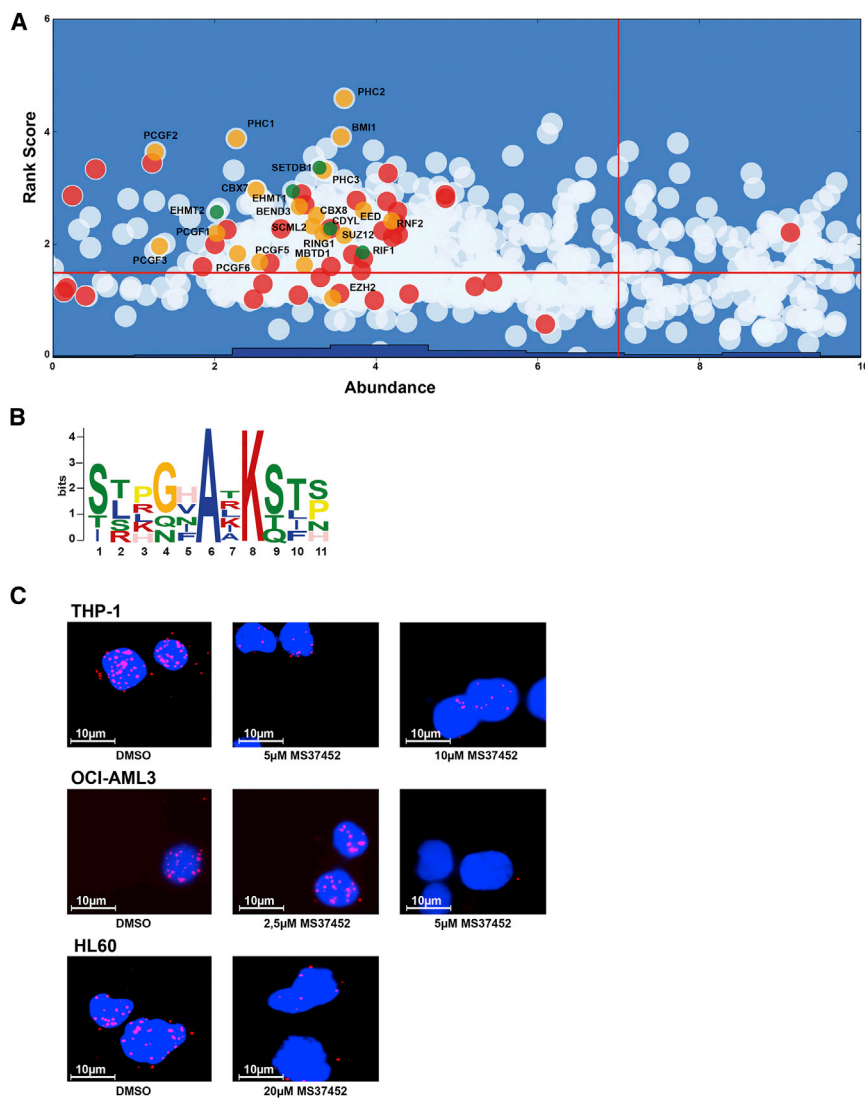 A
6
4
2
0
Rank Score
PHC2
PHC1
BMI1
PCGF2
SETDB1
PHC3
CBX7
EHMT1
EHMT2
BEND3
CBX8
EED
CDYL
SCML2
RNF2
PCGF1
SUZ12
RING1
PCGF3
PCGF5
MBTD1
RIF1
PCGF6
EZH2
0 2 4 6 8 10
Abundance
B
bits
4
3
2
1
0
S T P G H A T K S T S
T L R Q V R T L P
I S L N N L Q I N
R K I K F H
H F I
A
1 2 3 4 5 6 7 8 9 10 11
C
THP-1
10µm 10µm 10µm
DMSO 5µM MS37452 10µM MS37452
OCI-AML3
10µm 10µm 10µm
DMSO 2,5µM MS37452 5µM MS37452
HL60
10µm 10µm
DMSO 20µM MS37452